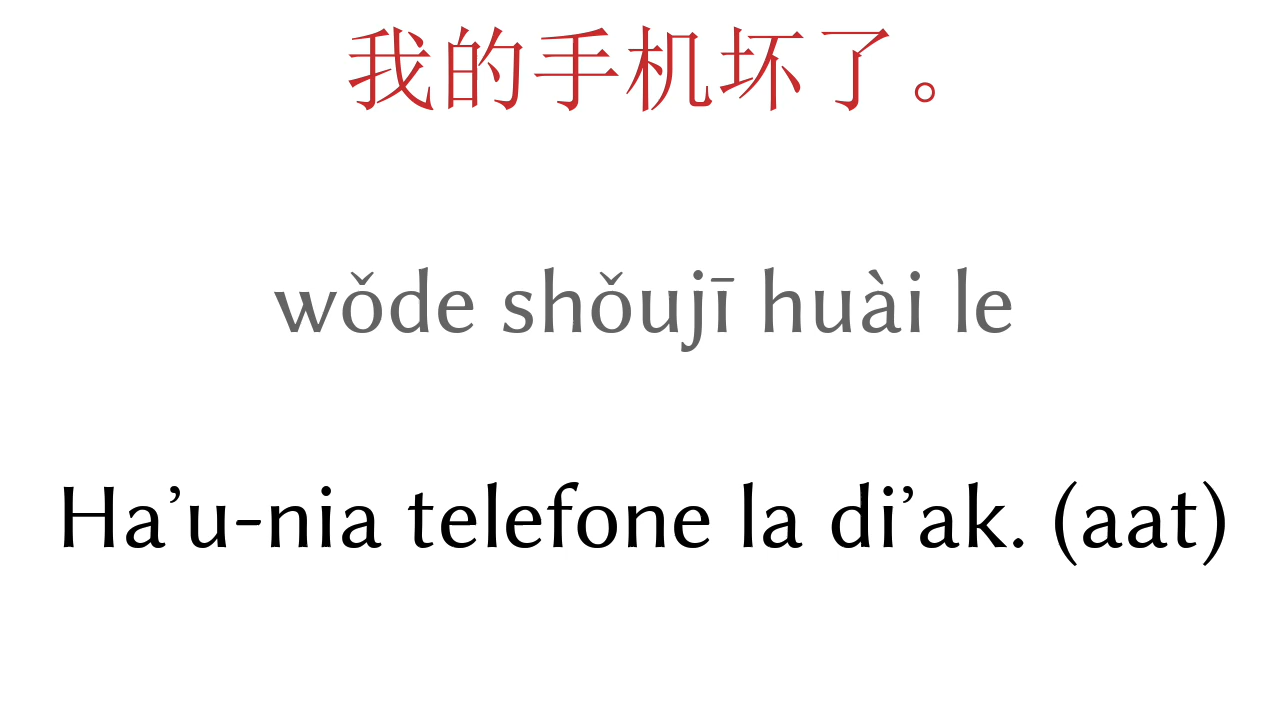 我的手机坏了。
wǒde shǒujī huài le
Ha’u-nia telefone la di’ak. (aat)